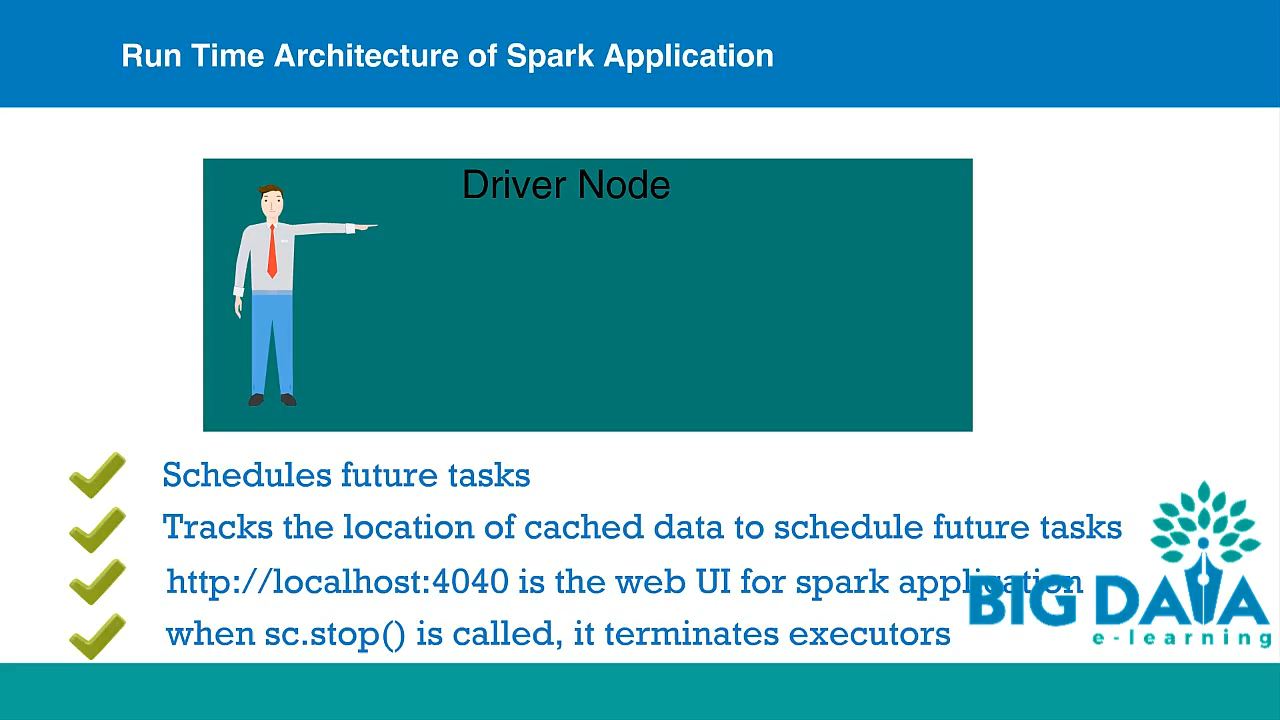 Run Time Architecture of Spark Application
Driver Node
Schedules future tasks
Tracks the location of cached data to schedule future tasks
http://localhost:4040 is the web UI for spark application
when sc.stop() is called, it terminates executors
BIG DATA
e-learning